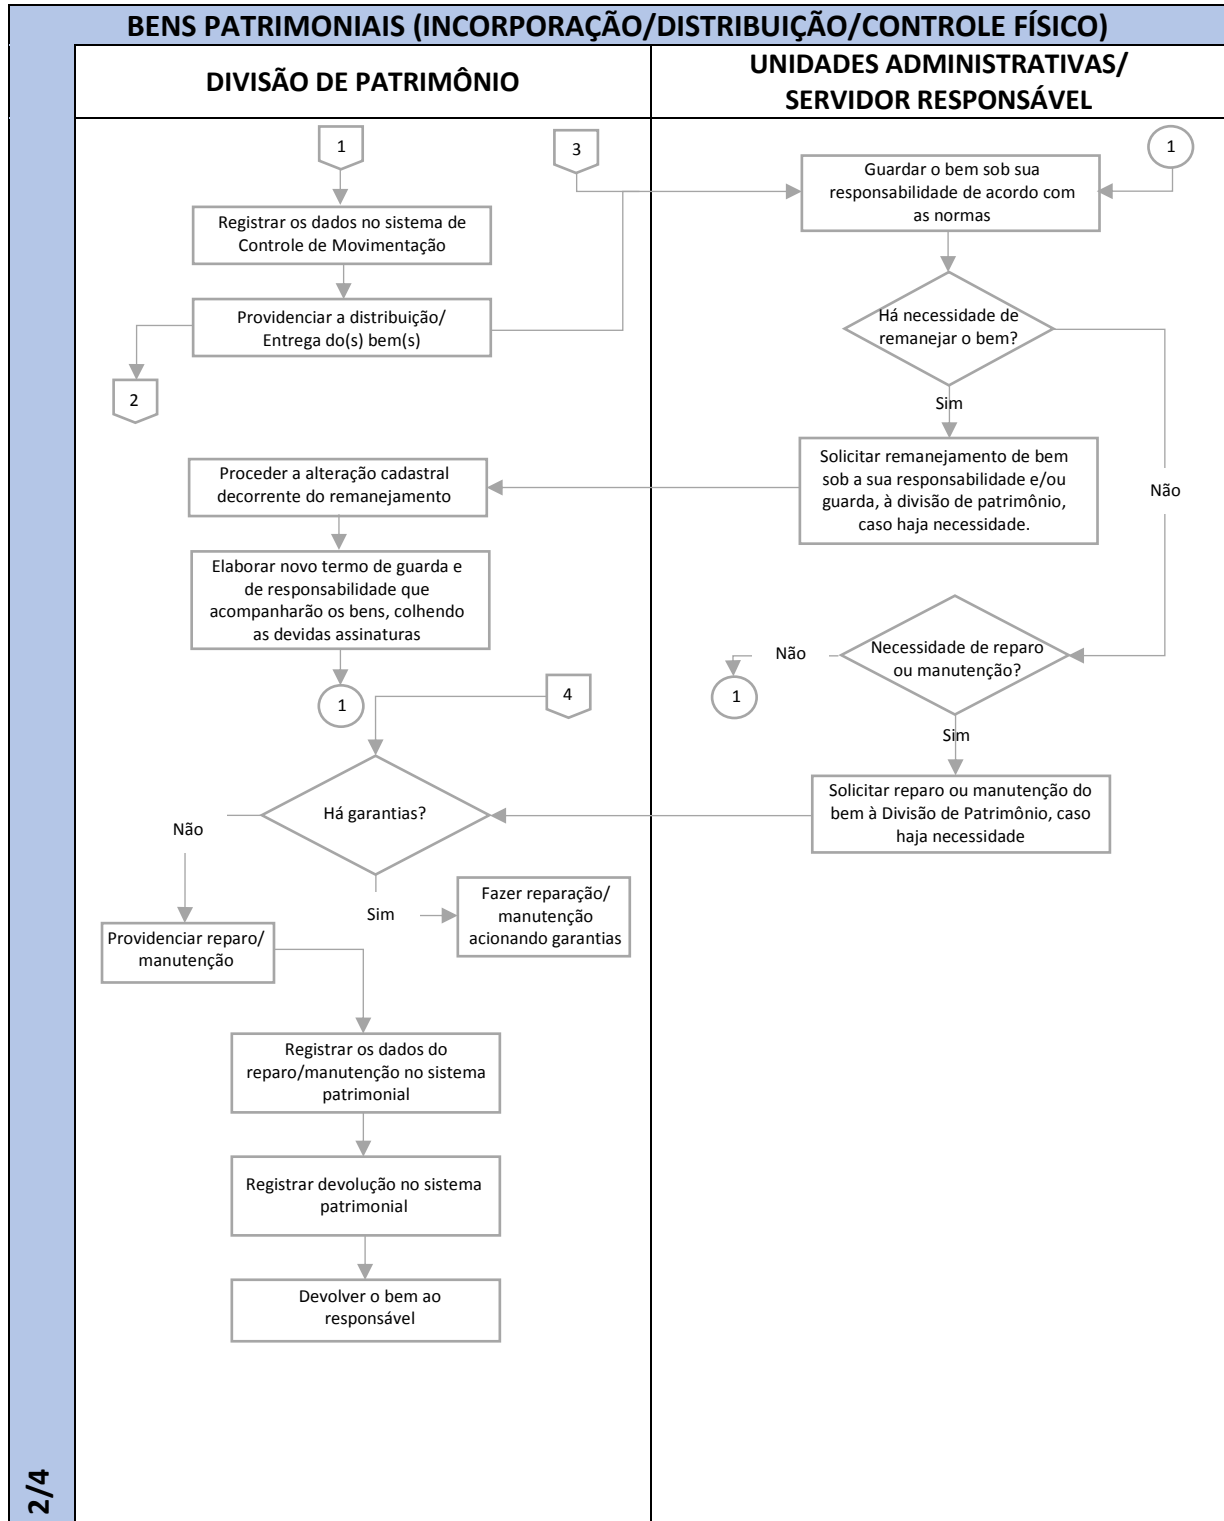 BENS PATRIMONIAIS (INCORPORAÇÃO/DISTRIBUIÇÃO/CONTROLE FÍSICO)
DIVISÃO DE PATRIMÔNIO
UNIDADES ADMINISTRATIVAS/
SERVIDOR RESPONSÁVEL
1
3
1
Guardar o bem sob sua
responsabilidade de acordo com
as normas
Registrar os dados no sistema de
Controle de Movimentação
Providenciar a distribuição/
Entrega do(s) bem(s)
2
Há necessidade de
remanejar o bem?
Sim
Não
Solicitar remanejamento de bem
sob a sua responsabilidade e/ou
guarda, à divisão de patrimônio,
caso haja necessidade.
Proceder a alteração cadastral
decorrente do remanejamento
Elaborar novo termo de guarda e
de responsabilidade que
acompanharão os bens, colhendo
as devidas assinaturas
1
4
Necessidade de reparo
ou manutenção?
Não
1
Sim
Solicitar reparo ou manutenção do
bem à Divisão de Patrimônio, caso
haja necessidade
Há garantias?
Não
Sim
Fazer reparação/
manutenção
acionando garantias
Providenciar reparo/
manutenção
Registrar os dados do
reparo/manutenção no sistema
patrimonial
Registrar devolução no sistema
patrimonial
Devolver o bem ao
responsável
2/4